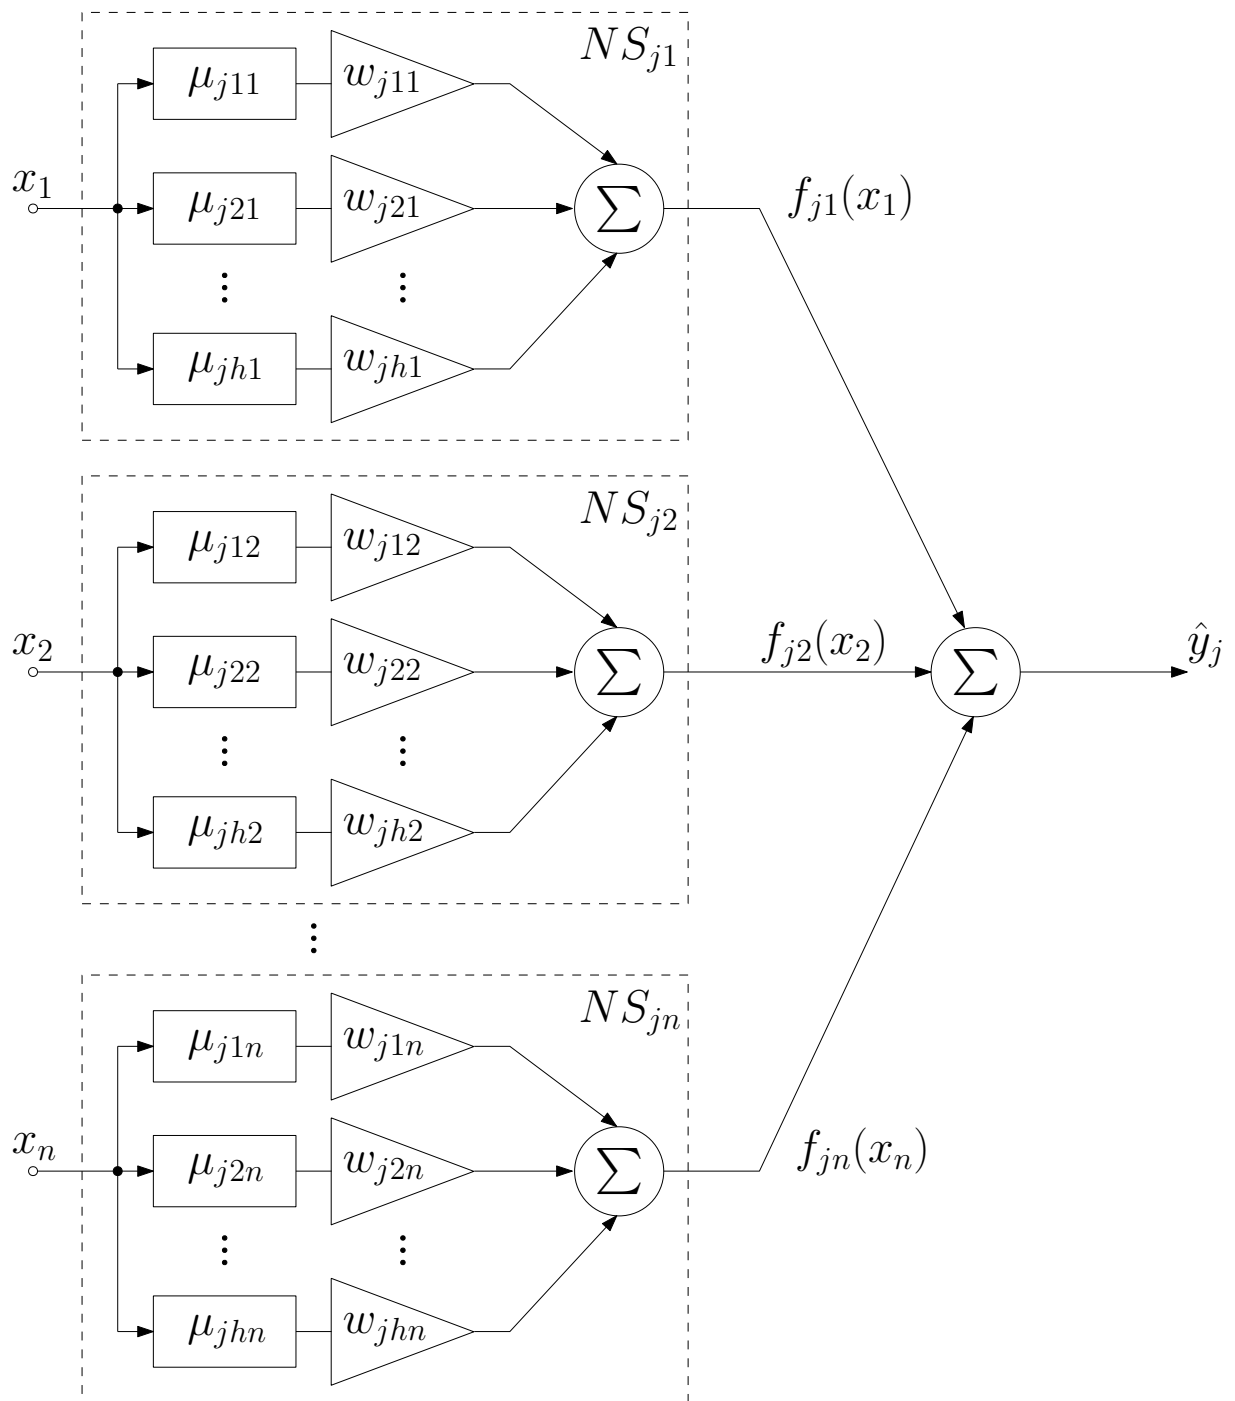 NS_{j1}
μ_{j11} w_{j11}
x_1 μ_{j21} w_{j21} ∑ f_{j1}(x_1)
⋮ ⋮
μ_{jh1} w_{jh1}
NS_{j2}
μ_{j12} w_{j12}
x_2 μ_{j22} w_{j22} ∑ f_{j2}(x_2) ∑ ŷ_j
⋮ ⋮
μ_{jh2} w_{jh2}
⋮
NS_{jn}
μ_{j1n} w_{j1n}
x_n μ_{j2n} w_{j2n} ∑ f_{jn}(x_n)
⋮ ⋮
μ_{jhn} w_{jhn}